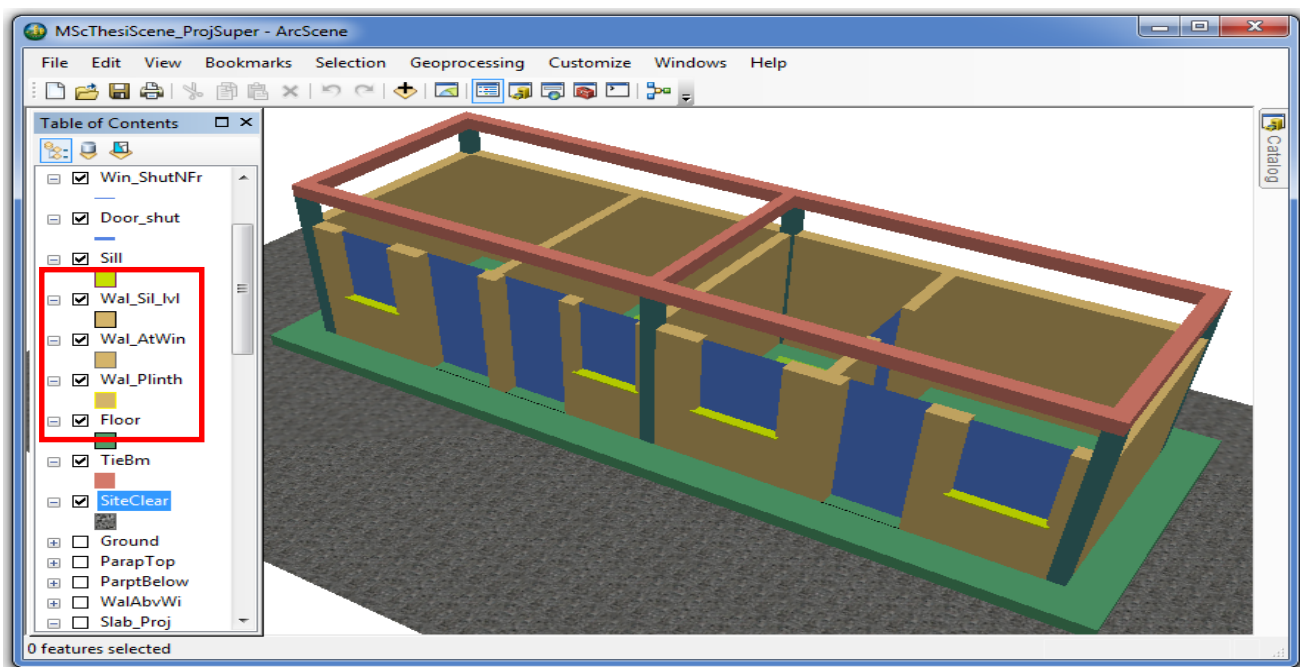 MScThesiScene_ProjSuper - ArcScene
File Edit View Bookmarks Selection Geoprocessing Customize Windows Help
Table of Contents
Catalog
Win_ShutNFr
Door_shut
Sill
Wal_Sil_lvl
Wal_AtWin
Wal_Plinth
Floor
TieBm
SiteClear
Ground
ParapTop
ParptBelow
WalAbvWi
Slab_Proj
0 features selected